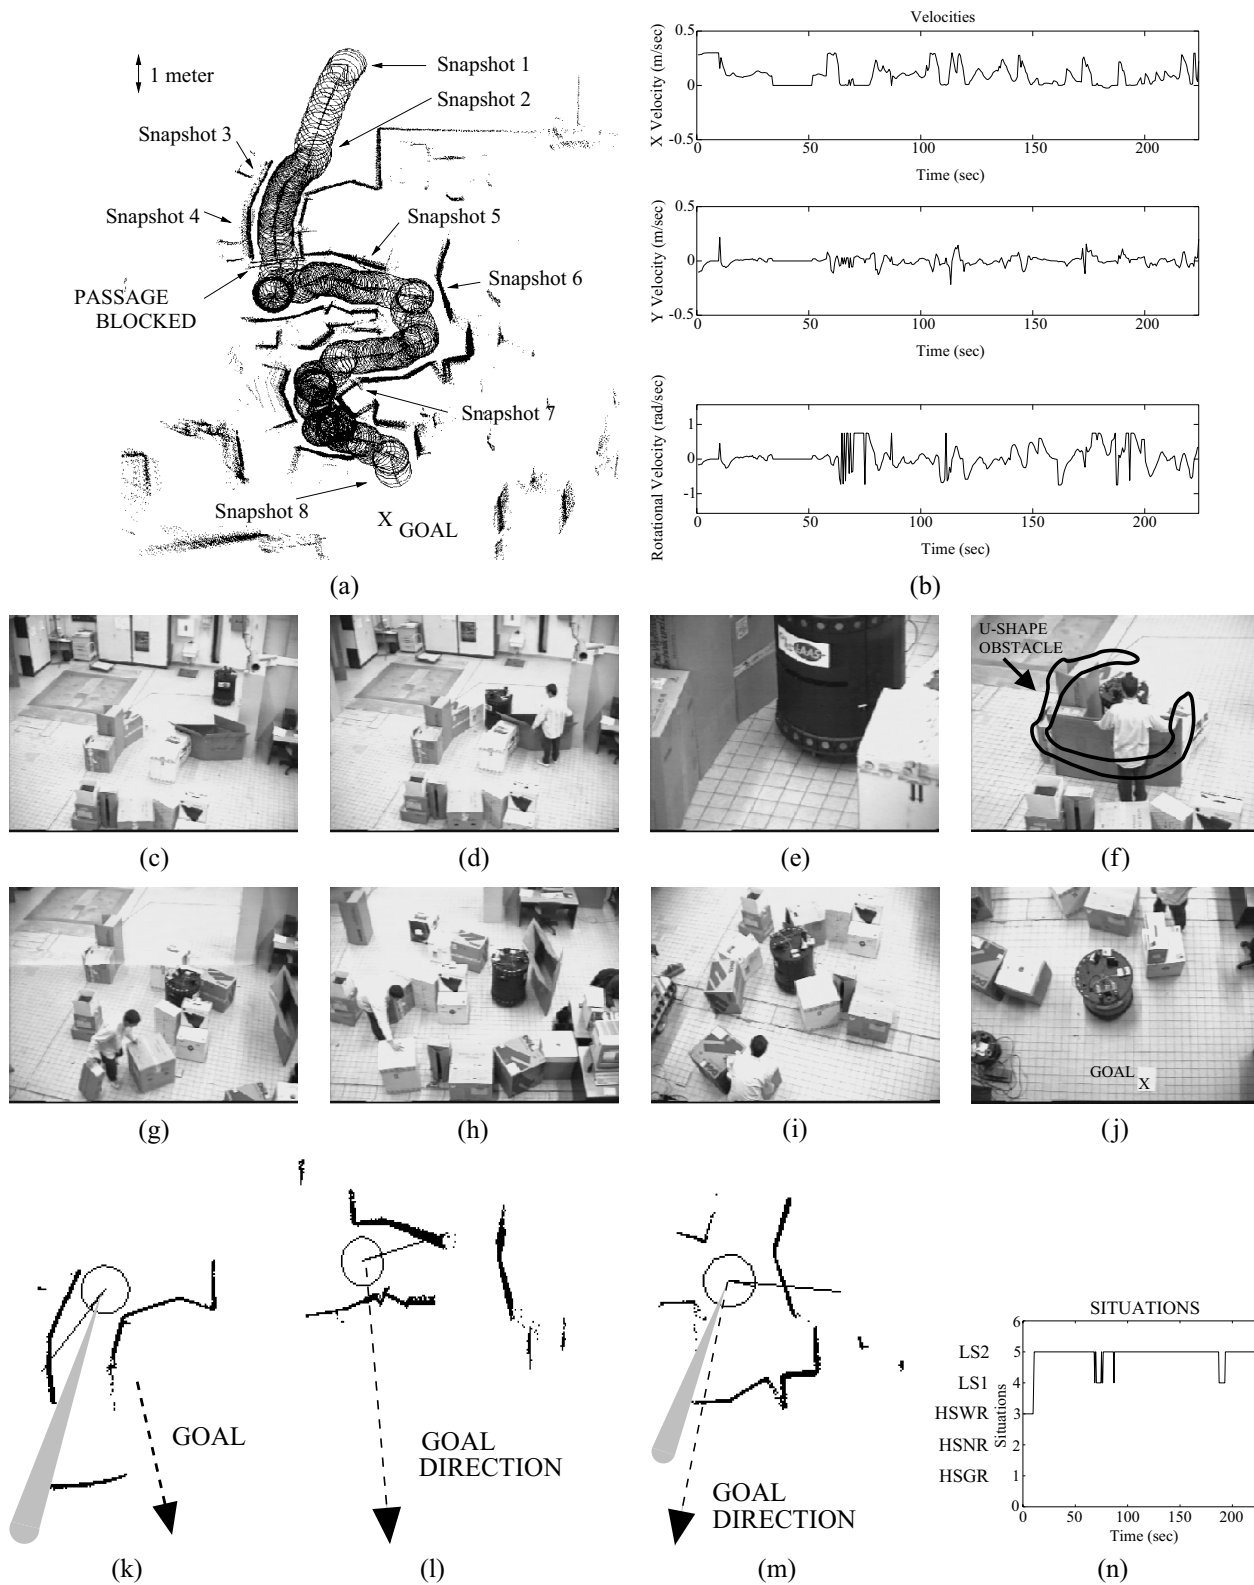 1 meter
Snapshot 1
Snapshot 2
Snapshot 3
Snapshot 4
Snapshot 5
Snapshot 6
PASSAGE
BLOCKED
Snapshot 7
Snapshot 8
X GOAL
(a)
Velocities
X Velocity (m/sec)
0.5
0
-0.5
0 50 100 150 200
Time (sec)
Y Velocity (m/sec)
0.5
0
-0.5
0 50 100 150 200
Time (sec)
Rotational Velocity (rad/sec)
1
0
-1
0 50 100 150 200
Time (sec)
(b)
LAAS
U-SHAPE
OBSTACLE
(c)
(d)
(e)
(f)
GOAL X
(g)
(h)
(i)
(j)
GOAL
(k)
GOAL
DIRECTION
(l)
GOAL
DIRECTION
(m)
SITUATIONS
LS2
LS1
HSWR
HSNR
HSGR
Situations
6
5
4
3
2
1
0
0 50 100 150 200
Time (sec)
(n)